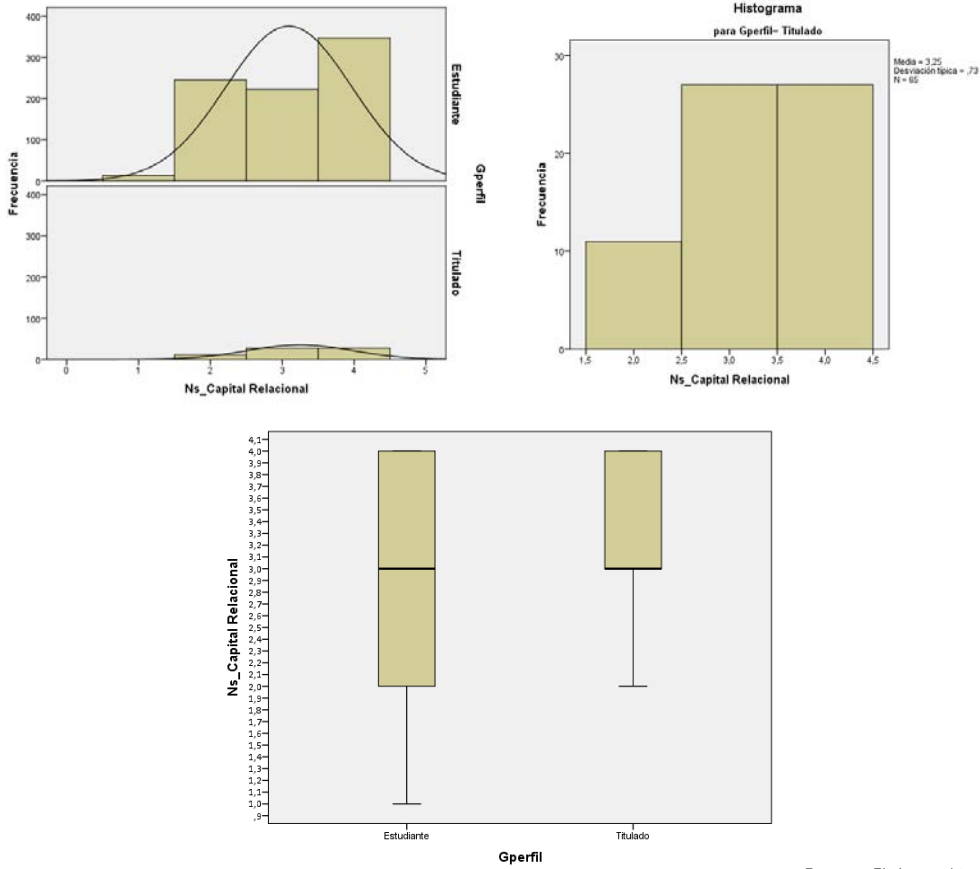 400
300
200
100
0
400
300
200
100
0
Frecuencia
Estudiante
Titulado
Gperfil
0 1 2 3 4 5
Ns_Capital Relacional
Histograma
para Gperfil= Titulado
Media = 3,25
Desviación típica = ,73
N = 65
30
20
10
0
Frecuencia
1,5 2,0 2,5 3,0 3,5 4,0 4,5
Ns_Capital Relacional
4,1
4,0
3,9
3,8
3,7
3,6
3,5
3,4
3,3
3,2
3,1
3,0
2,9
2,8
2,7
2,6
2,5
2,4
2,3
2,2
2,1
2,0
1,9
1,8
1,7
1,6
1,5
1,4
1,3
1,2
1,1
1,0
,9
Ns_Capital Relacional
Estudiante Titulado
Gperfil